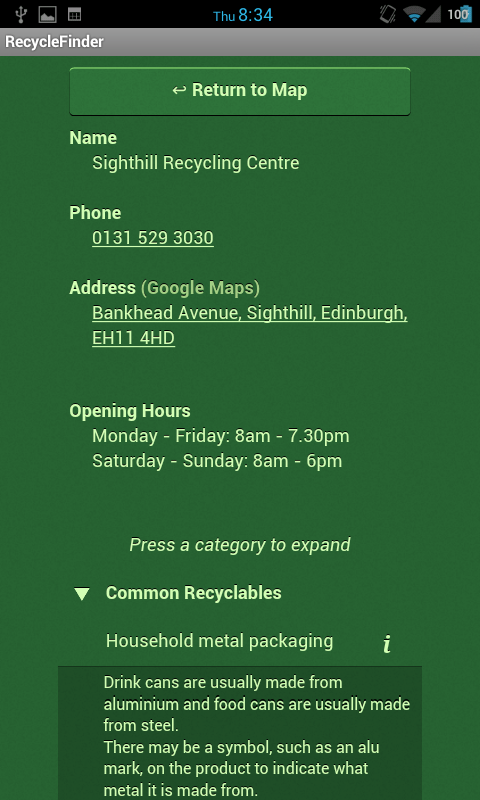 Thu 8:34
100
RecycleFinder
↩ Return to Map
Name
Sighthill Recycling Centre
Phone
0131 529 3030
Address (Google Maps)
Bankhead Avenue, Sighthill, Edinburgh,
EH11 4HD
Opening Hours
Monday - Friday: 8am - 7.30pm
Saturday - Sunday: 8am - 6pm
Press a category to expand
▼ Common Recyclables
Household metal packaging i
Drink cans are usually made from
aluminium and food cans are usually made
from steel.
There may be a symbol, such as an alu
mark, on the product to indicate what
metal it is made from.